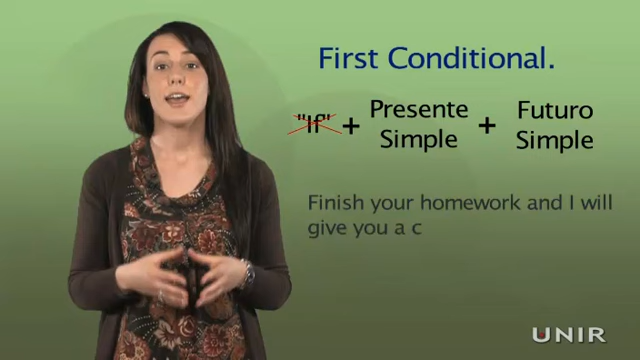 First Conditional.
"If" + Presente Simple + Futuro Simple
Finish your homework and I will
give you a c
UNIR